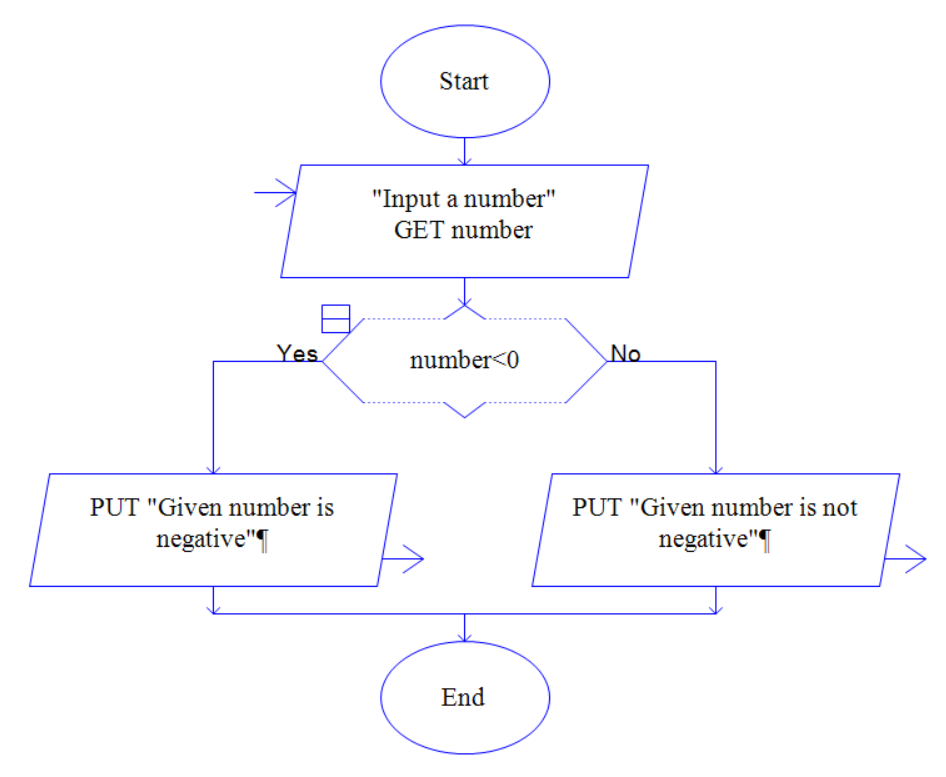 Start
"Input a number"
GET number
Yes
number<0
No
PUT "Given number is
negative"¶
PUT "Given number is not
negative"¶
End